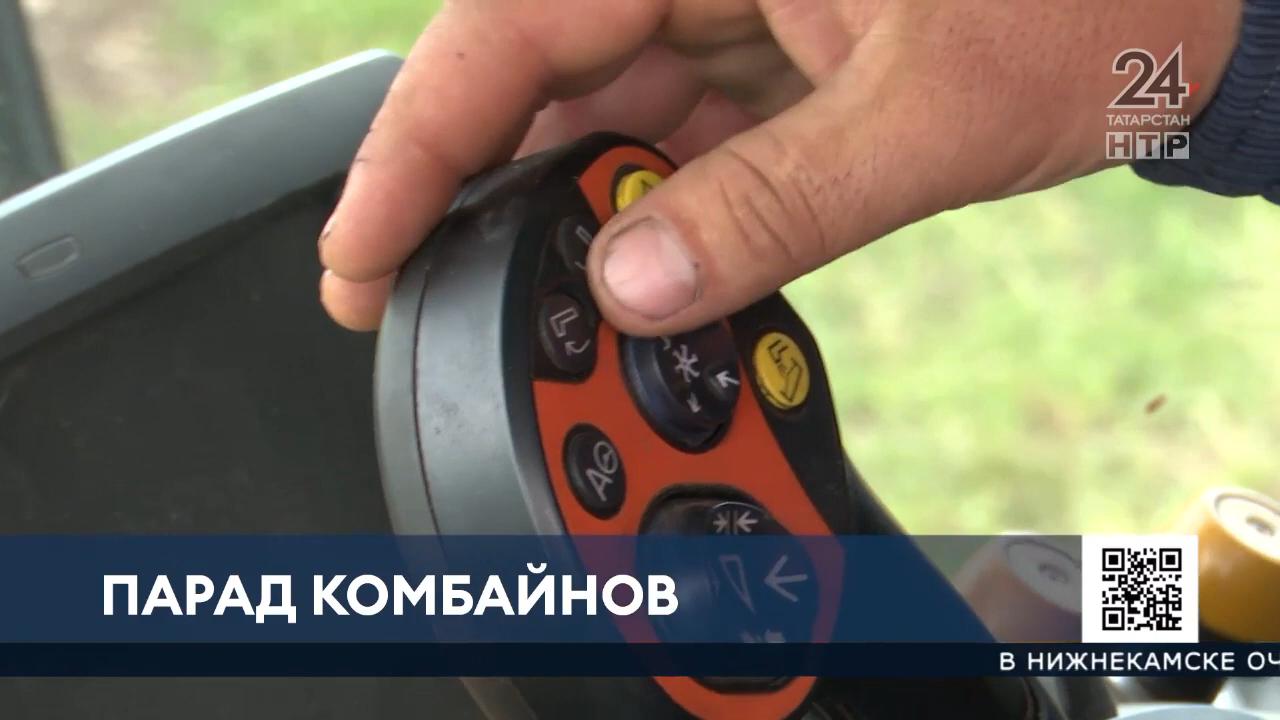 24
ТАТАРСТАН
НТР
A
ПАРАД КОМБАЙНОВ
В НИЖНЕКАМСКЕ ОЧ